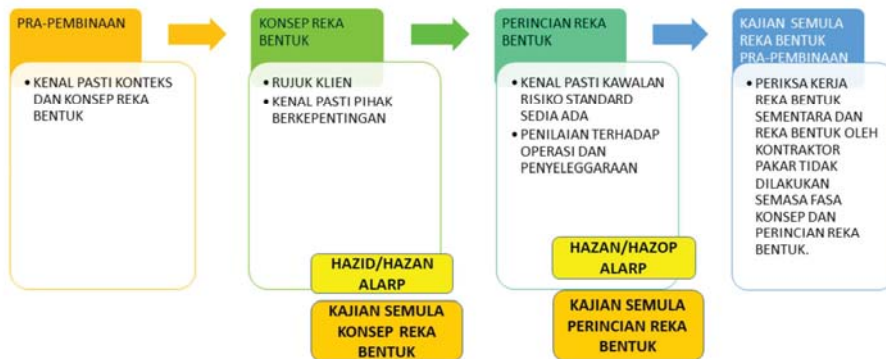 PRA-PEMBINAAN
• KENAL PASTI KONTEKS
DAN KONSEP REKA
BENTUK
KONSEP REKA
BENTUK
• RUJUK KLIEN
• KENAL PASTI PIHAK
BERKEPENTINGAN
HAZID/HAZAN
ALARP
KAJIAN SEMULA
KONSEP REKA
BENTUK
PERINCIAN REKA
BENTUK
• KENAL PASTI KAWALAN
RISIKO STANDARD
SEDIA ADA
• PENILAIAN TERHADAP
OPERASI DAN
PENYELEGGARAAN
HAZAN/HAZOP
ALARP
KAJIAN SEMULA
PERINCIAN REKA
BENTUK
KAJIAN SEMULA
REKA BENTUK
PRA-PEMBINAAN
• PERIKSA KERJA
REKA BENTUK
SEMENTARA DAN
REKA BENTUK OLEH
KONTRAKTOR
PAKAR TIDAK
DILAKUKAN
SEMASA FASA
KONSEP DAN
PERINCIAN REKA
BENTUK.